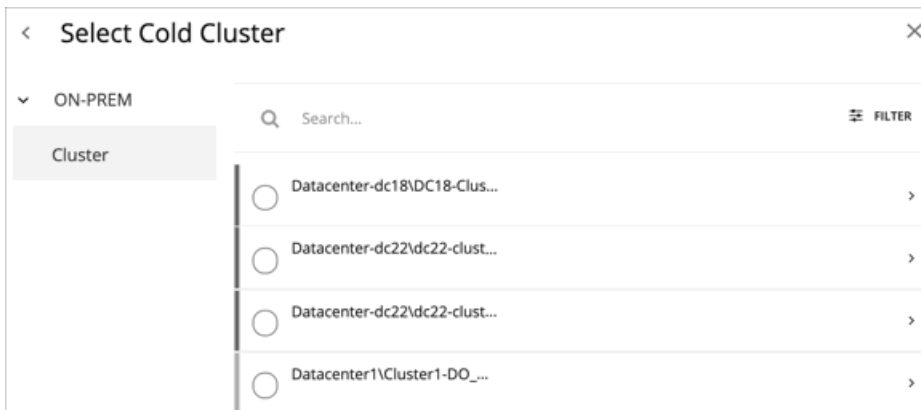 Select Cold Cluster
ON-PREM
Cluster
Search...
FILTER
Datacenter-dc18\DC18-Clus...
Datacenter-dc22\dc22-clust...
Datacenter-dc22\dc22-clust...
Datacenter1\Cluster1-DO_...